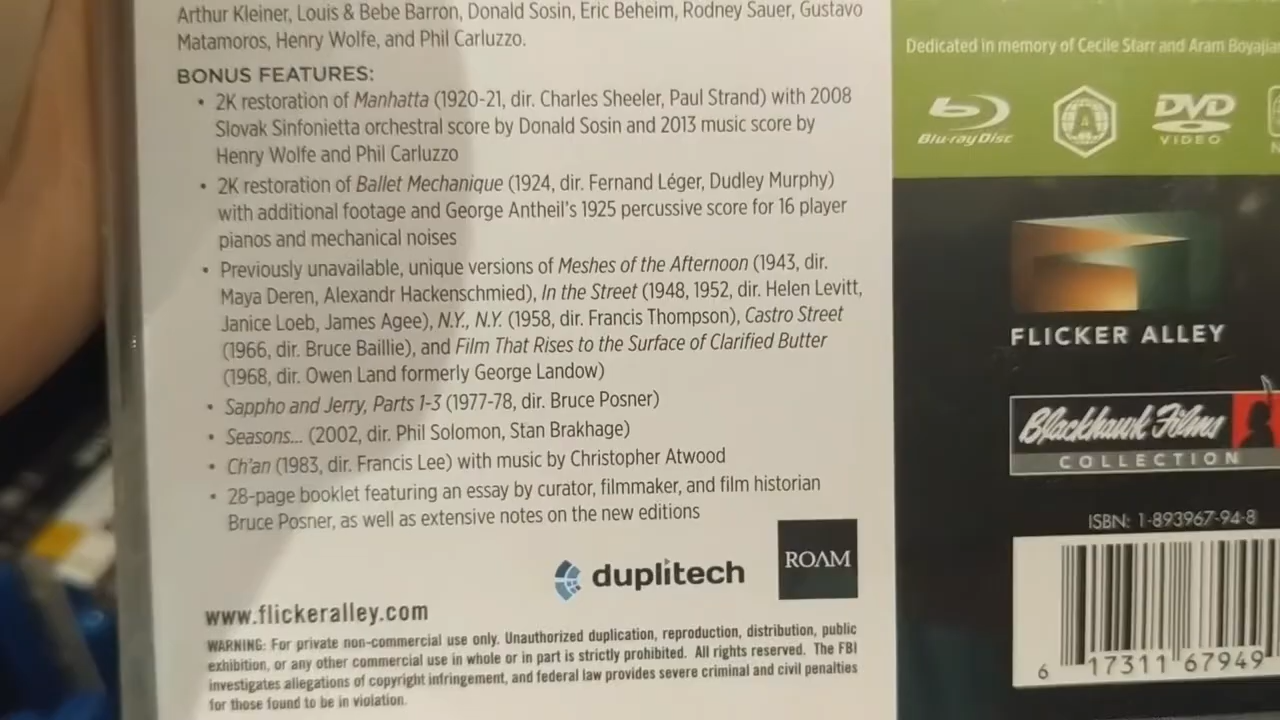 Arthur Kleiner, Louis & Bebe Barron, Donald Sosin, Eric Beheim, Rodney Sauer, Gustavo
Matamoros, Henry Wolfe, and Phil Carluzzo.
BONUS FEATURES:
• 2K restoration of Manhatta (1920-21, dir. Charles Sheeler, Paul Strand) with 2008
Slovak Sinfonietta orchestral score by Donald Sosin and 2013 music score by
Henry Wolfe and Phil Carluzzo
• 2K restoration of Ballet Mechanique (1924, dir. Fernand Léger, Dudley Murphy)
with additional footage and George Antheil's 1925 percussive score for 16 player
pianos and mechanical noises
• Previously unavailable, unique versions of Meshes of the Afternoon (1943, dir.
Maya Deren, Alexandr Hackenschmied), In the Street (1948, 1952, dir. Helen Levitt,
Janice Loeb, James Agee), N.Y., N.Y. (1958, dir. Francis Thompson), Castro Street
(1966, dir. Bruce Baillie), and Film That Rises to the Surface of Clarified Butter
(1968, dir. Owen Land formerly George Landow)
• Sappho and Jerry, Parts 1-3 (1977-78, dir. Bruce Posner)
• Seasons... (2002, dir. Phil Solomon, Stan Brakhage)
• Ch'an (1983, dir. Francis Lee) with music by Christopher Atwood
• 28-page booklet featuring an essay by curator, filmmaker, and film historian
Bruce Posner, as well as extensive notes on the new editions
duplitech
ROAM
www.flickeralley.com
WARNING: For private non-commercial use only. Unauthorized duplication, reproduction, distribution, public
exhibition, or any other commercial use in whole or in part is strictly prohibited. All rights reserved. The FBI
investigates allegations of copyright infringement, and federal law provides severe criminal and civil penalties
for those found to be in violation.
Dedicated in memory of Cecile Starr and Aram
Blu-ray Disc
A
DVD
VIDEO
FLICKER ALLEY
Blackhawk Films
COLLECTION
ISBN: 1-893967-94-8
6 17311 67949